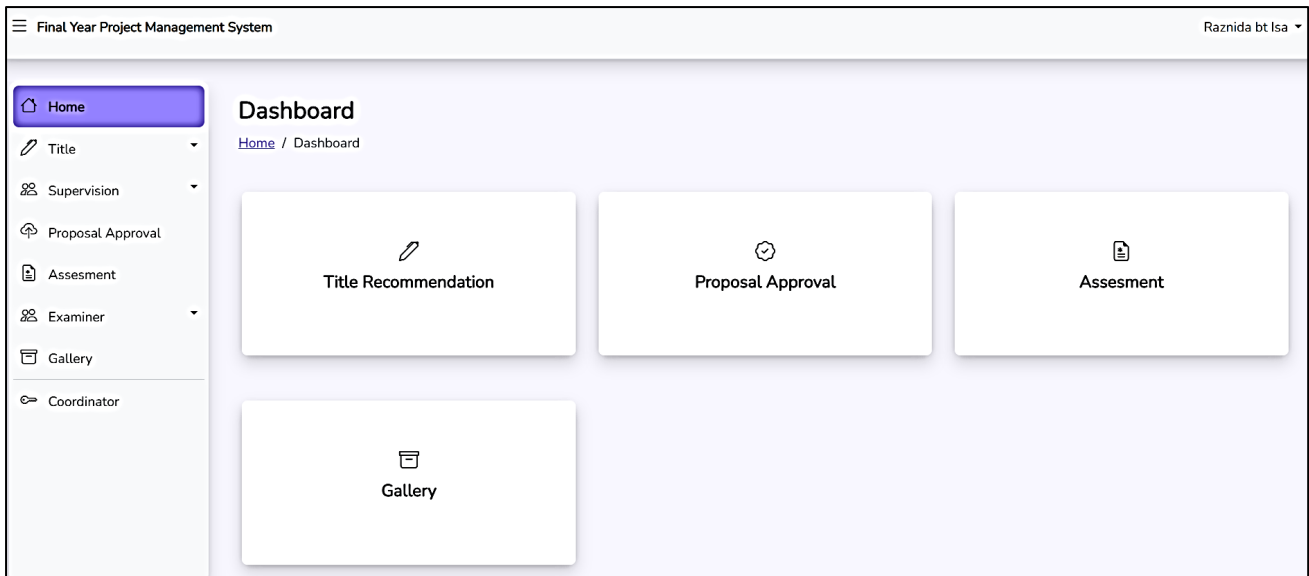 Final Year Project Management System
Raznida bt Isa
Home
Title
Supervision
Proposal Approval
Assesment
Examiner
Gallery
Coordinator
Dashboard
Home / Dashboard
Title Recommendation
Proposal Approval
Assesment
Gallery